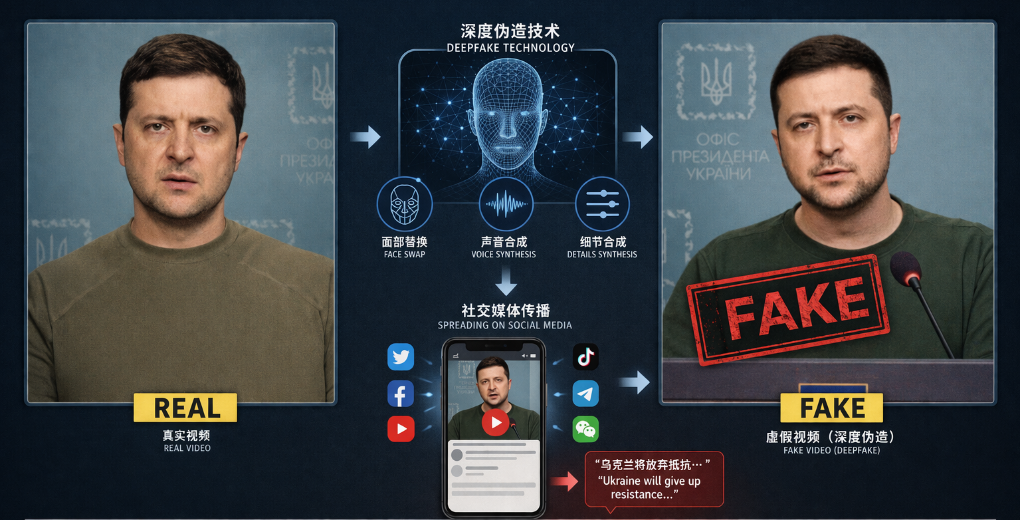 深度伪造技术
DEEPFAKE TECHNOLOGY
ОФІС
ПРЕЗИДЕНТА
УКРАЇНИ
面部替换
FACE SWAP
声音合成
VOICE SYNTHESIS
细节合成
DETAILS SYNTHESIS
社交媒体传播
SPREADING ON SOCIAL MEDIA
FAKE
REAL
真实视频
REAL VIDEO
FAKE
虚假视频（深度伪造）
FAKE VIDEO (DEEPFAKE)
“乌克兰将放弃抵抗…”
“Ukraine will give up
resistance...”